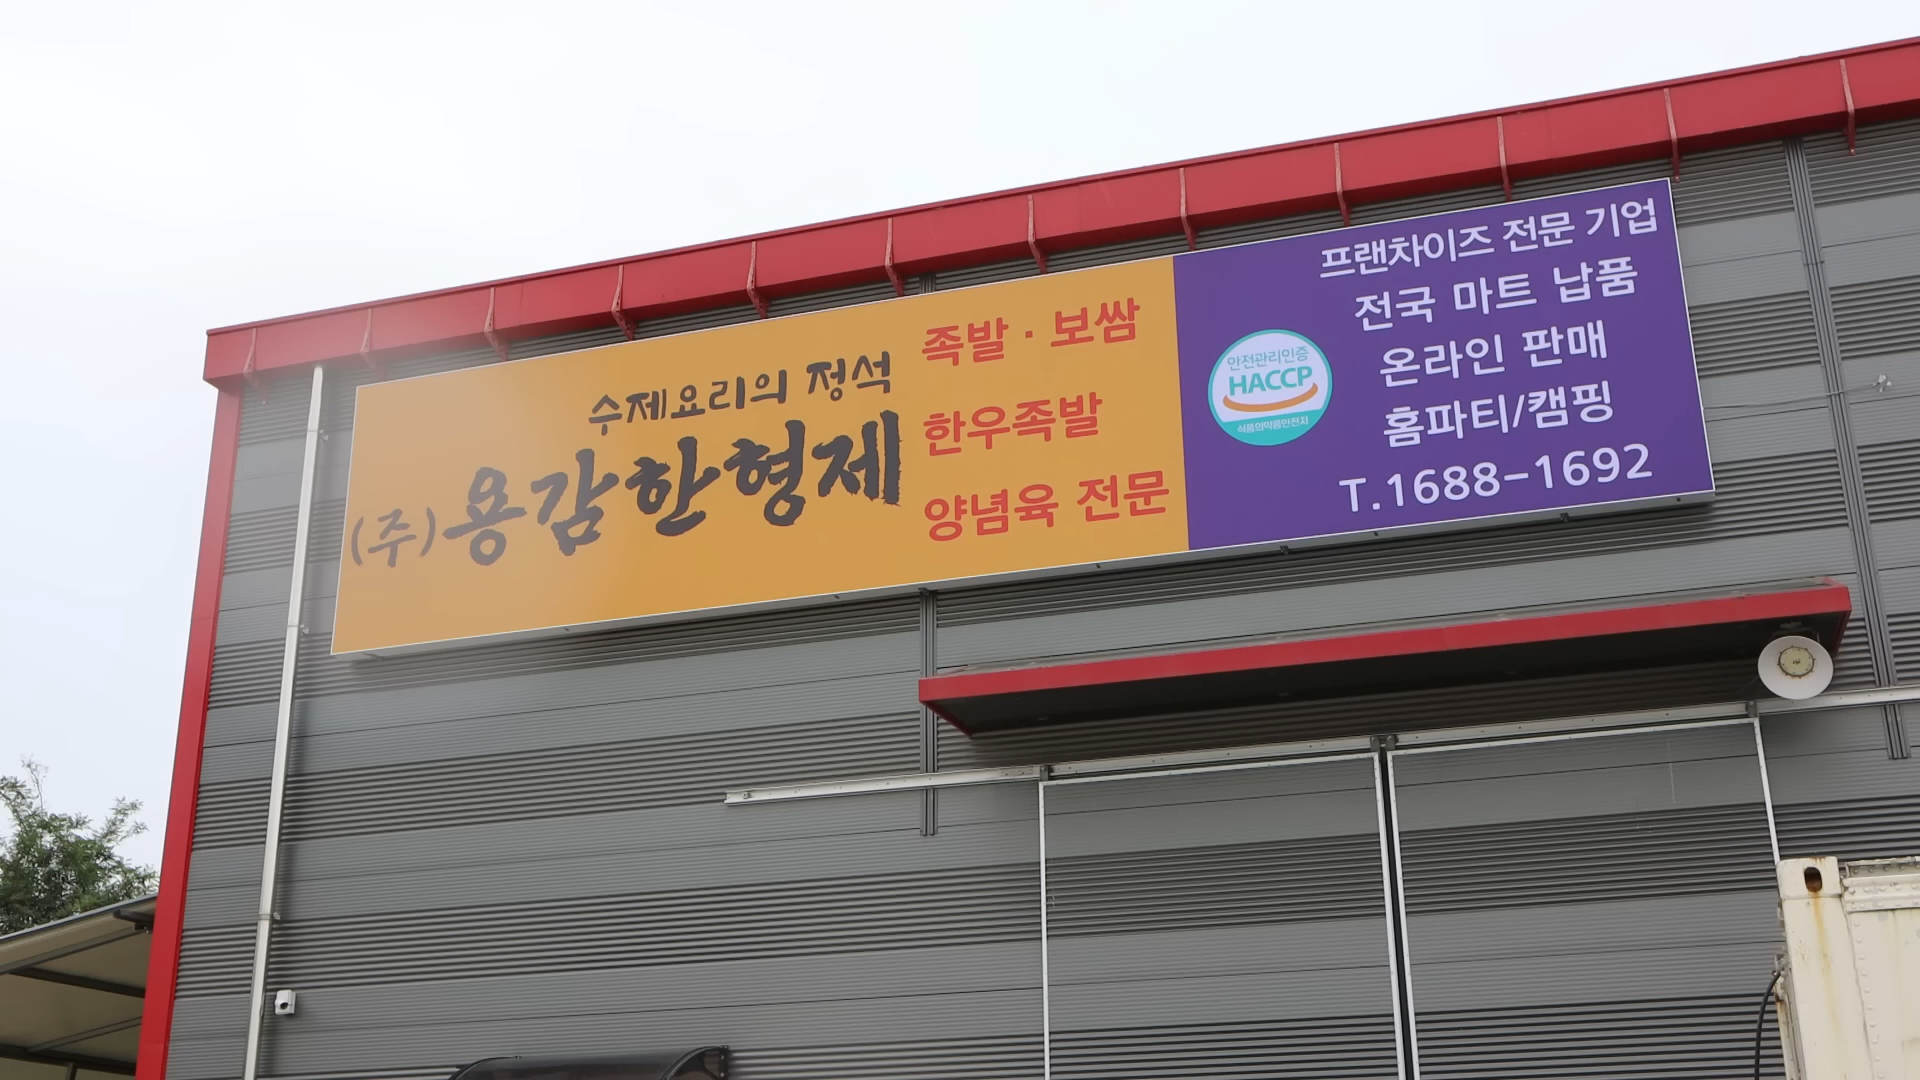 수제요리의 정석
(주)용감한형제
족발 · 보쌈
한우족발
양념육 전문
안전관리인증
HACCP
식품의약품안전처
프랜차이즈 전문 기업
전국 마트 납품
온라인 판매
홈파티/캠핑
T.1688-1692